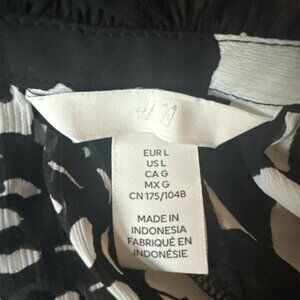 H&M
EUR L
US L
CA G
MX G
CN 175/104B
MADE IN
INDONESIA
FABRIQUÉ EN
INDONÉSIE